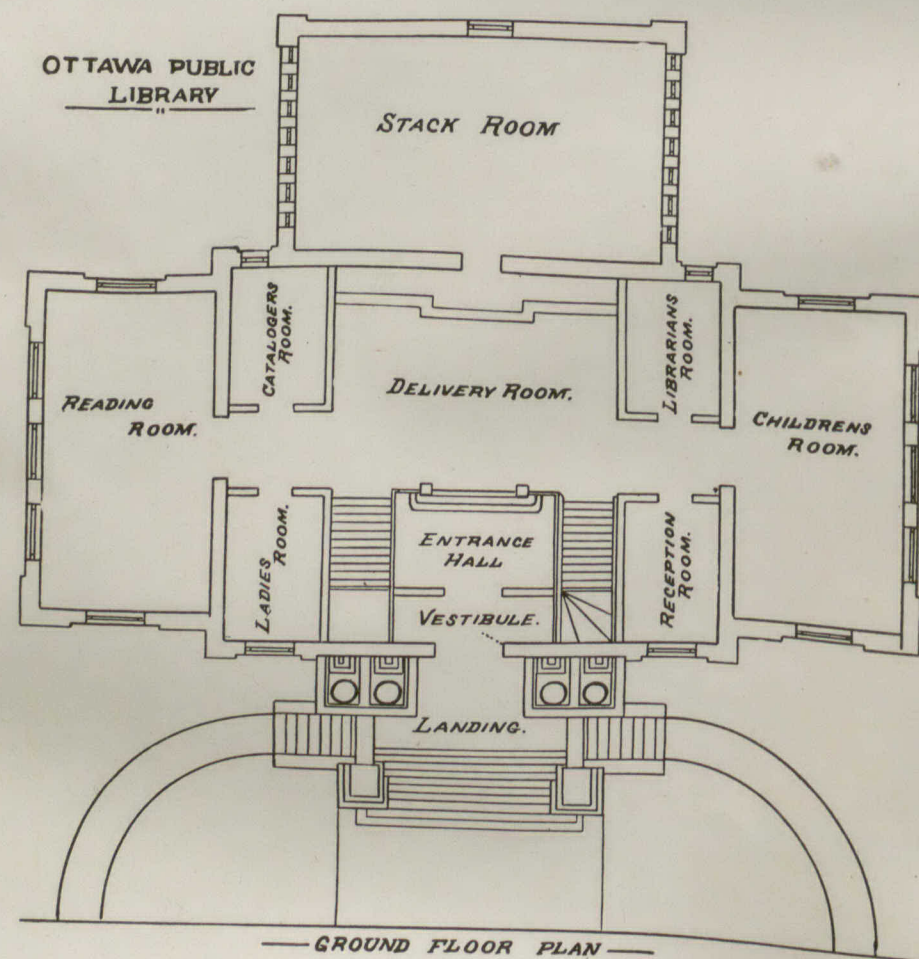 OTTAWA PUBLIC
LIBRARY
STACK ROOM
CATALOGERS
ROOM.
LIBRARIANS
ROOM.
READING
ROOM.
DELIVERY ROOM.
CHILDRENS
ROOM.
LADIES
ROOM.
ENTRANCE
HALL
RECEPTION
ROOM.
VESTIBULE.
LANDING.
GROUND FLOOR PLAN